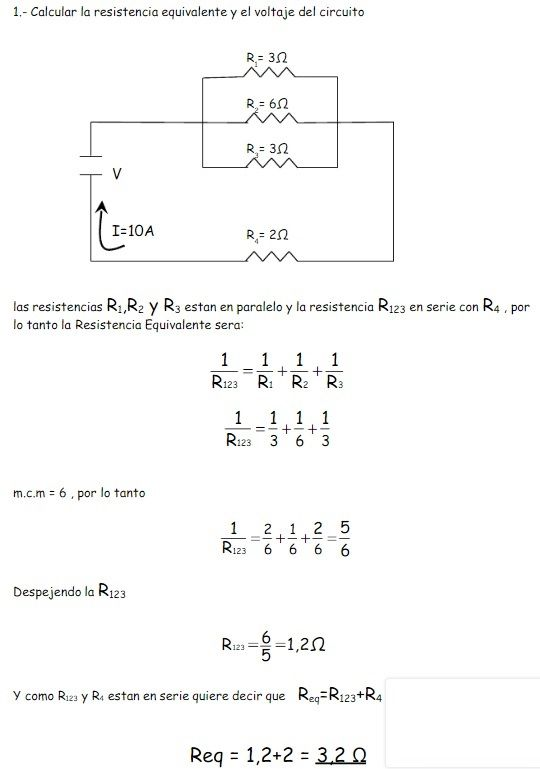 1.- Calcular la resistencia equivalente y el voltaje del circuito
R₁= 3Ω
R₂= 6Ω
R₃= 3Ω
V
I=10A
R₄= 2Ω
las resistencias R₁,R₂ y R₃ estan en paralelo y la resistencia R₁₂₃ en serie con R₄ , por
lo tanto la Resistencia Equivalente sera:
1/R₁₂₃ = 1/R₁ + 1/R₂ + 1/R₃
1/R₁₂₃ = 1/3 + 1/6 + 1/3
m.c.m = 6 , por lo tanto
1/R₁₂₃ = 2/6 + 1/6 + 2/6 = 5/6
Despejendo la R₁₂₃
R₁₂₃ = 6/5 = 1,2Ω
Y como R₁₂₃ y R₄ estan en serie quiere decir que Req=R₁₂₃+R₄
Req = 1,2+2 = 3,2 Ω